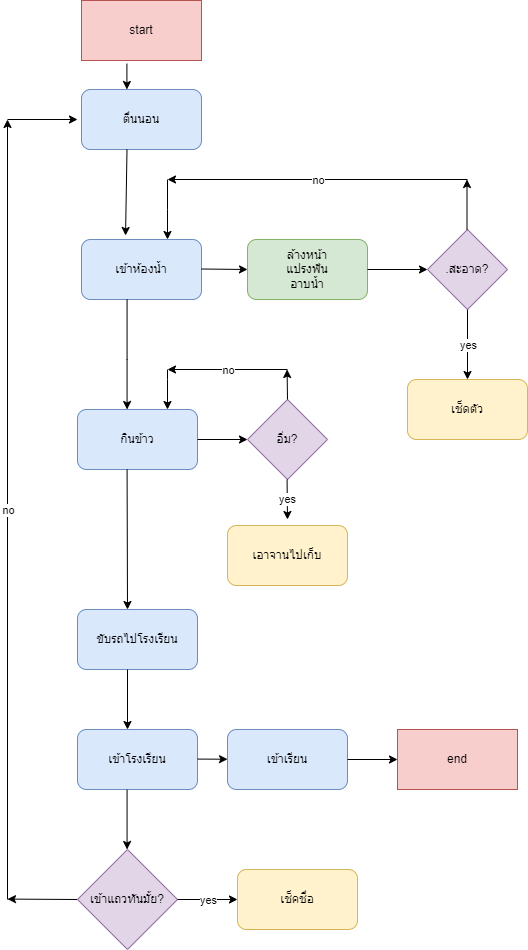 start
ตื่นนอน
no
เข้าห้องน้ำ
ล้างหน้า
แปรงฟัน
อาบน้ำ
.สะอาด?
yes
เช็ดตัว
no
กินข้าว
อิ่ม?
yes
เอาจานไปเก็บ
no
ขับรถไปโรงเรียน
เข้าโรงเรียน
เข้าเรียน
end
เข้าแถวทันมั้ย?
yes
เช็คชื่อ